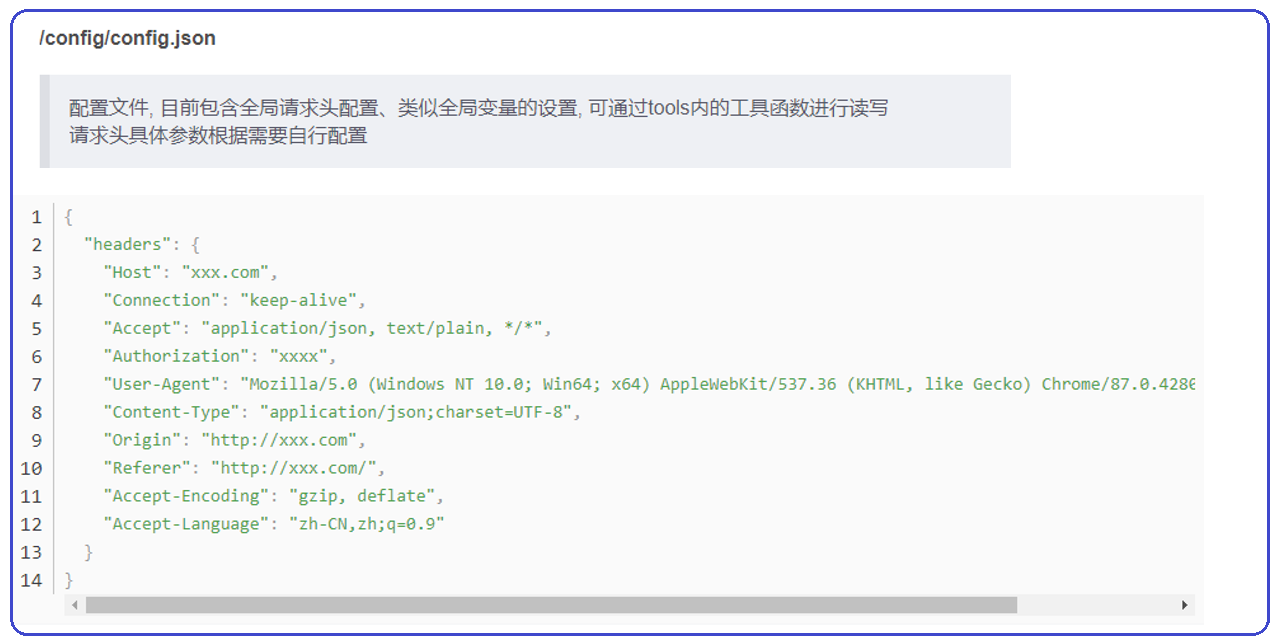 /config/config.json
配置文件, 目前包含全局请求头配置、类似全局变量的设置, 可通过tools内的工具函数进行读写
请求头具体参数根据需要自行配置
1 {
2   "headers": {
3     "Host": "xxx.com",
4     "Connection": "keep-alive",
5     "Accept": "application/json, text/plain, */*",
6     "Authorization": "xxxx",
7     "User-Agent": "Mozilla/5.0 (Windows NT 10.0; Win64; x64) AppleWebKit/537.36 (KHTML, like Gecko) Chrome/87.0.4280
8     "Content-Type": "application/json;charset=UTF-8",
9     "Origin": "http://xxx.com",
10     "Referer": "http://xxx.com/",
11     "Accept-Encoding": "gzip, deflate",
12     "Accept-Language": "zh-CN,zh;q=0.9"
13   }
14 }